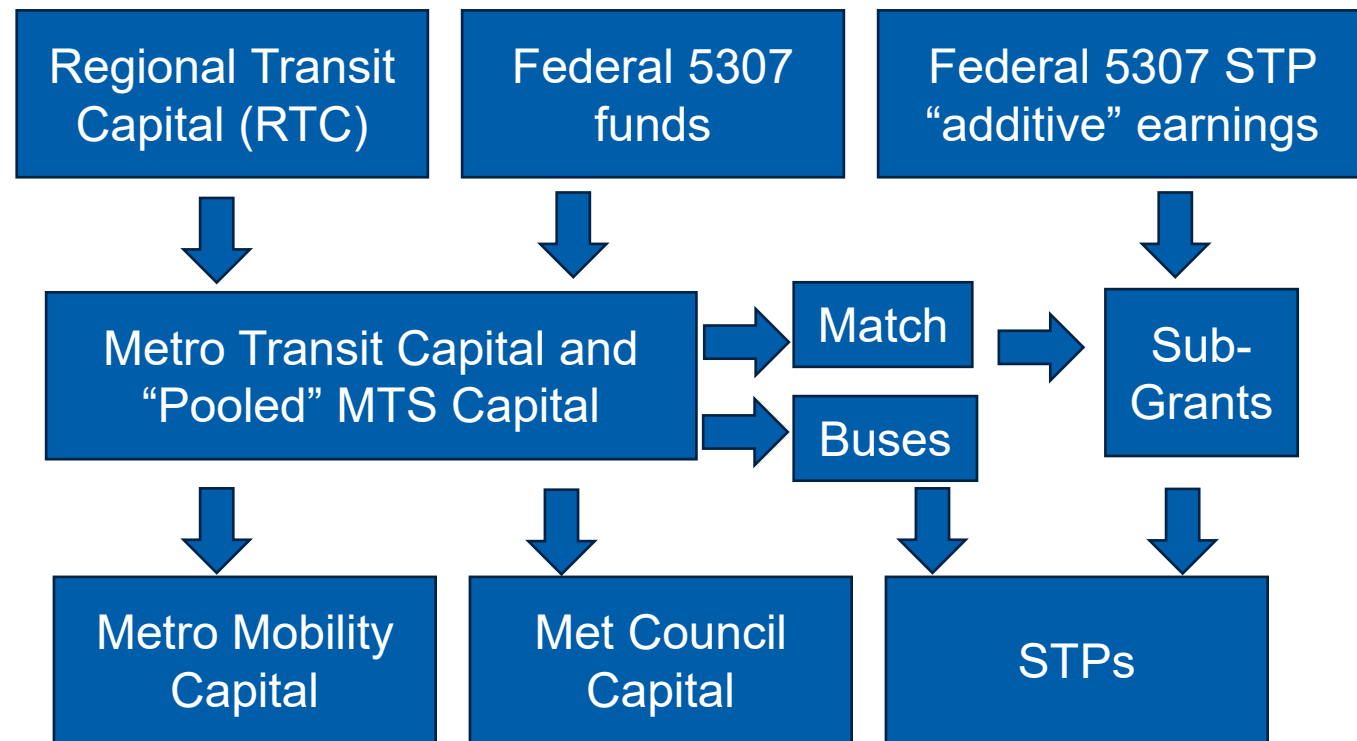 Regional Transit
Capital (RTC)
Federal 5307
funds
Federal 5307 STP
“additive” earnings
Metro Transit Capital and
“Pooled” MTS Capital
Match
Buses
Sub-
Grants
Metro Mobility
Capital
Met Council
Capital
STPs